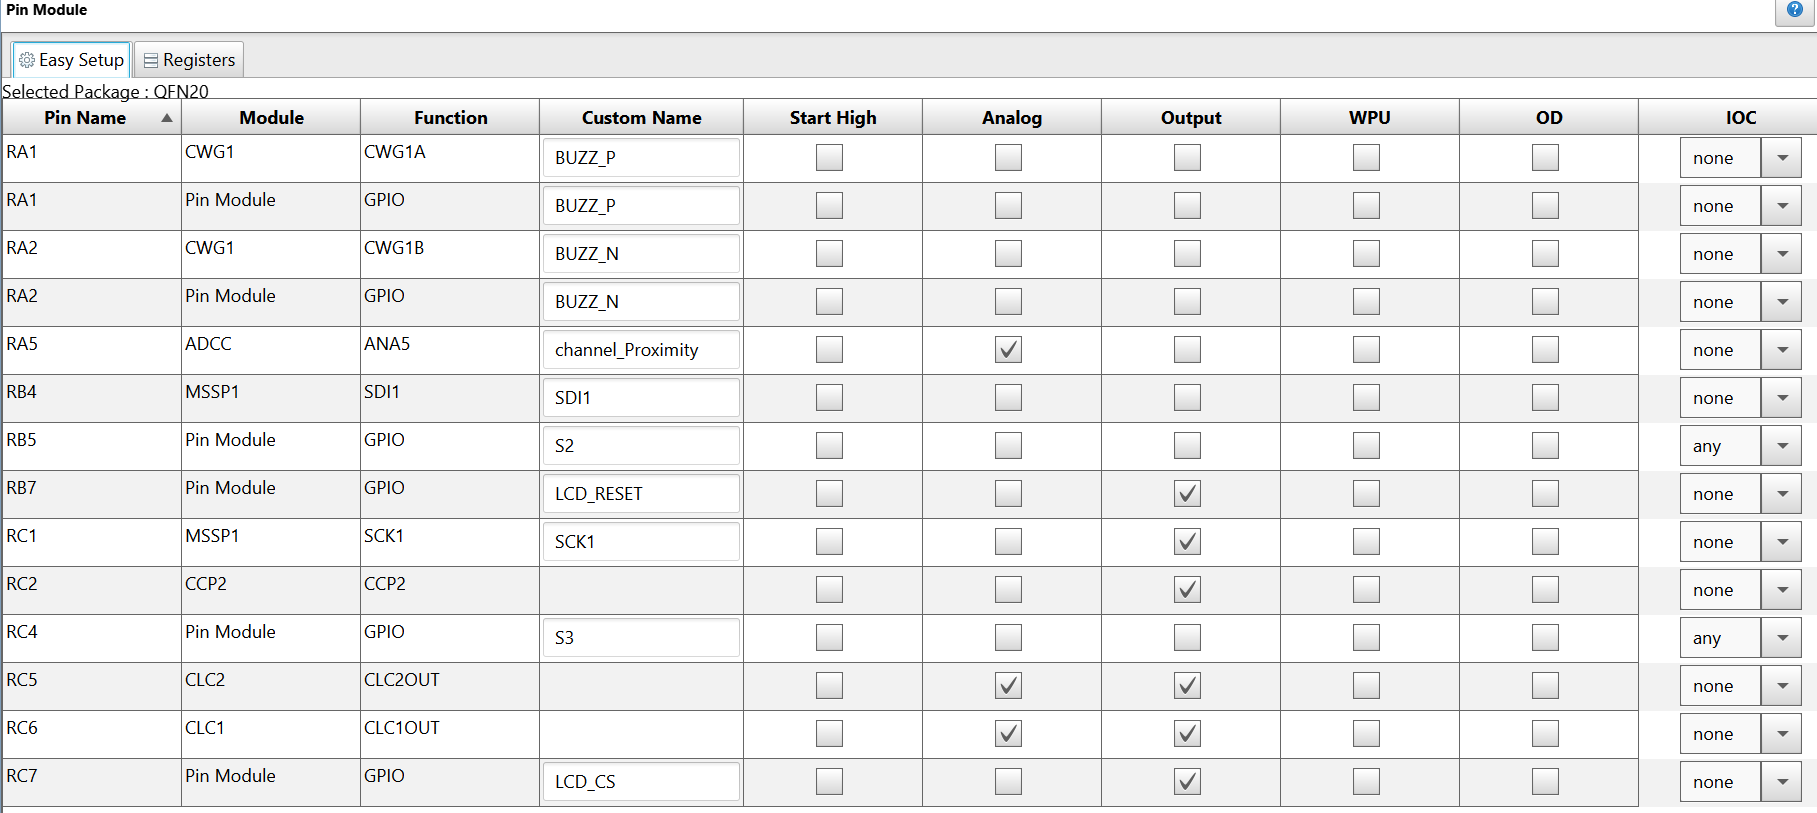 Pin Module
?
Easy Setup Registers
Selected Package : QFN20
Pin Name Module Function Custom Name Start High Analog Output WPU OD IOC
RA1 CWG1 CWG1A BUZZ_P none
RA1 Pin Module GPIO BUZZ_P none
RA2 CWG1 CWG1B BUZZ_N none
RA2 Pin Module GPIO BUZZ_N none
RA5 ADCC ANA5 channel_Proximity none
RB4 MSSP1 SDI1 SDI1 none
RB5 Pin Module GPIO S2 any
RB7 Pin Module GPIO LCD_RESET none
RC1 MSSP1 SCK1 SCK1 none
RC2 CCP2 CCP2 none
RC4 Pin Module GPIO S3 any
RC5 CLC2 CLC2OUT none
RC6 CLC1 CLC1OUT none
RC7 Pin Module GPIO LCD_CS none